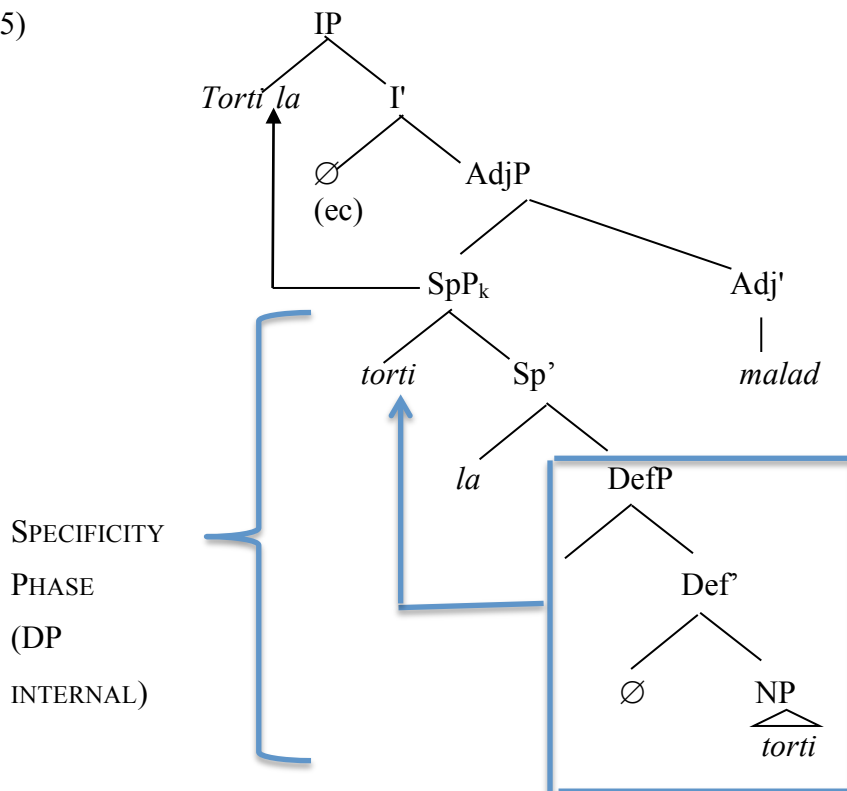 5)
IP
Torti la I'
∅ AdjP
(ec)
SpPk Adj'
torti Sp’ malad
la DefP
SPECIFICITY
PHASE Def’
(DP
INTERNAL) ∅ NP
torti